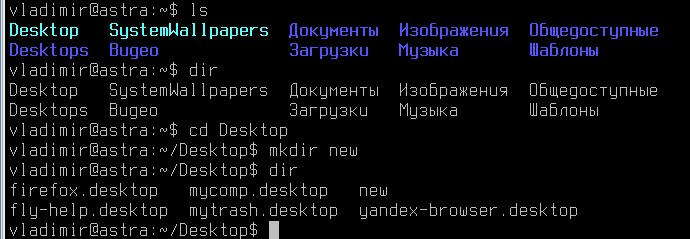 vladimir@astra:~$ ls
Desktop SystemWallpapers Документы Изображения Общедоступные
Desktops Видео Загрузки Музыка Шаблоны
vladimir@astra:~$ dir
Desktop SystemWallpapers Документы Изображения Общедоступные
Desktops Видео Загрузки Музыка Шаблоны
vladimir@astra:~$ cd Desktop
vladimir@astra:~/Desktop$ mkdir new
vladimir@astra:~/Desktop$ dir
firefox.desktop mycomp.desktop new
fly-help.desktop mytrash.desktop yandex-browser.desktop
vladimir@astra:~/Desktop$